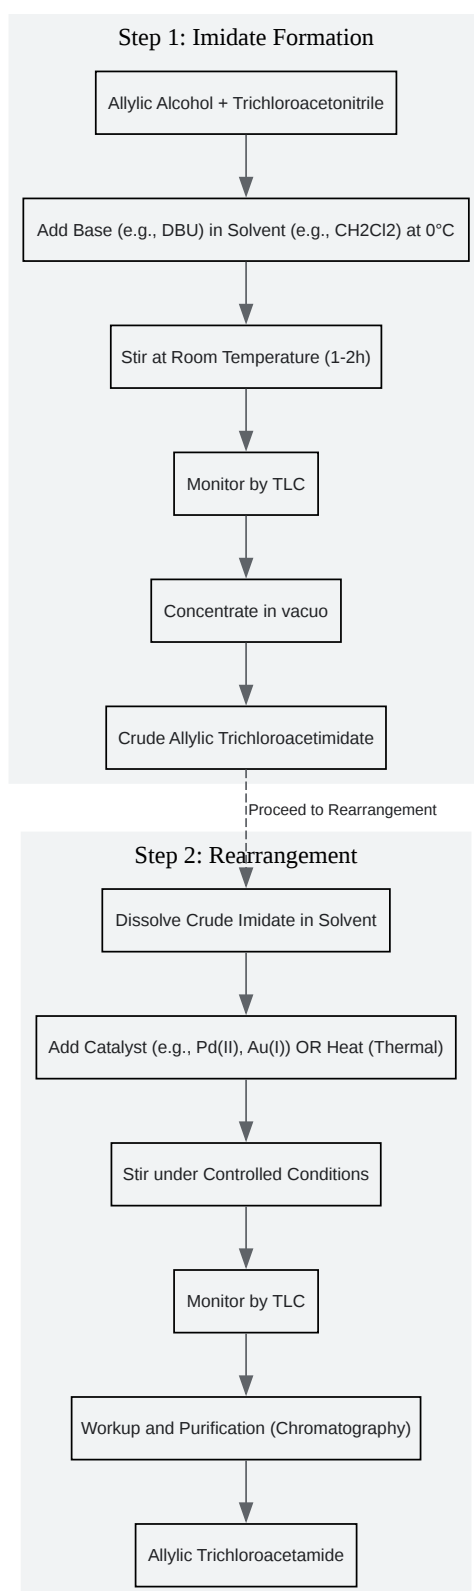 Step 1: Imidate Formation
Allylic Alcohol + Trichloroacetonitrile
Add Base (e.g., DBU) in Solvent (e.g., CH2Cl2) at 0°C
Stir at Room Temperature (1-2h)
Monitor by TLC
Concentrate in vacuo
Crude Allylic Trichloroacetimidate
Proceed to Rearrangement
Step 2: Rearrangement
Dissolve Crude Imidate in Solvent
Add Catalyst (e.g., Pd(II), Au(I)) OR Heat (Thermal)
Stir under Controlled Conditions
Monitor by TLC
Workup and Purification (Chromatography)
Allylic Trichloroacetamide